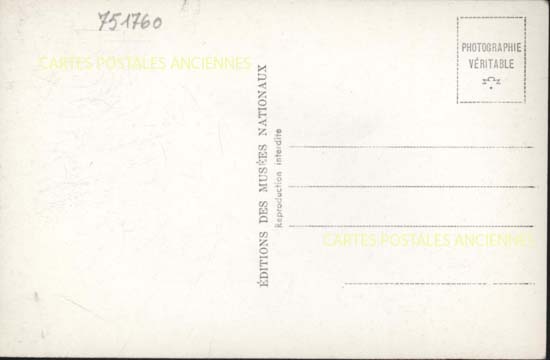 751760
CARTES POSTALES ANCIENNES
PHOTOGRAPHIE
VÉRITABLE
ÉDITIONS DES MUSÉES NATIONAUX
Reproduction interdite
CARTES POSTALES ANCIENNES